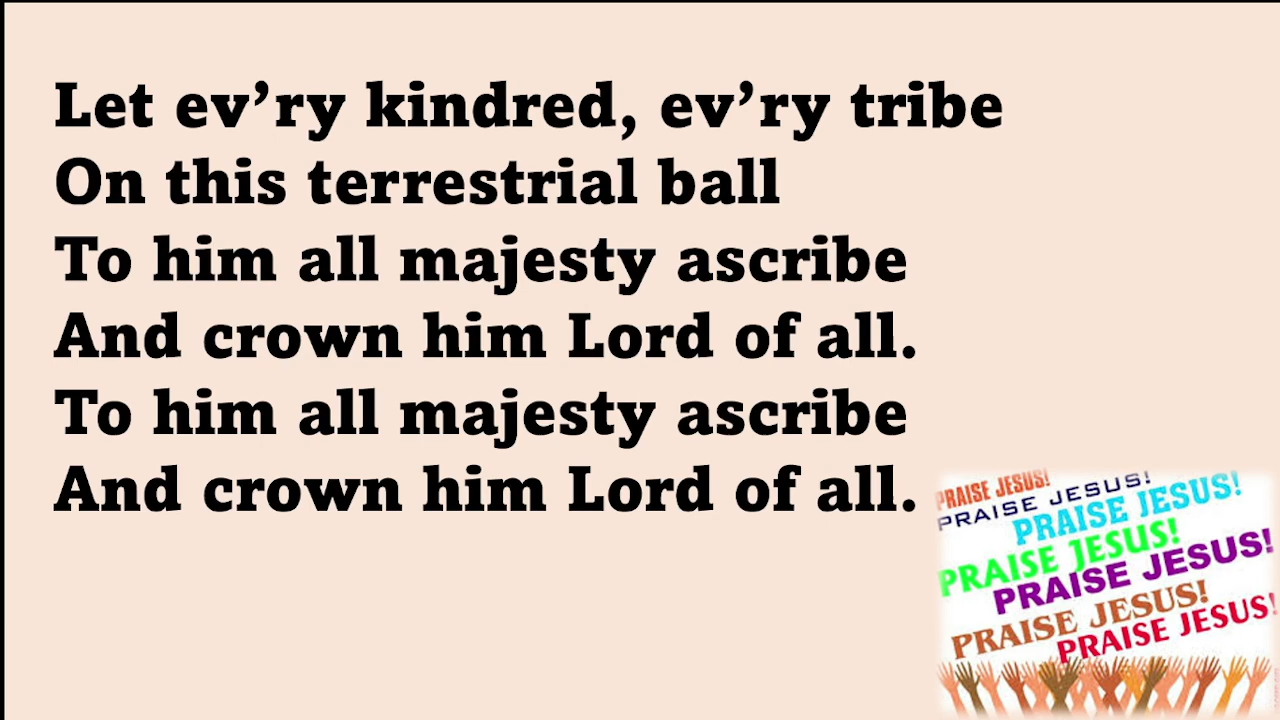 Let ev’ry kindred, ev’ry tribe
On this terrestrial ball
To him all majesty ascribe
And crown him Lord of all.
To him all majesty ascribe
And crown him Lord of all.
PRAISE JESUS!
PRAISE JESUS!
PRAISE JESUS!
PRAISE JESUS!
PRAISE JESUS!
PRAISE JESUS!
PRAISE JESUS!